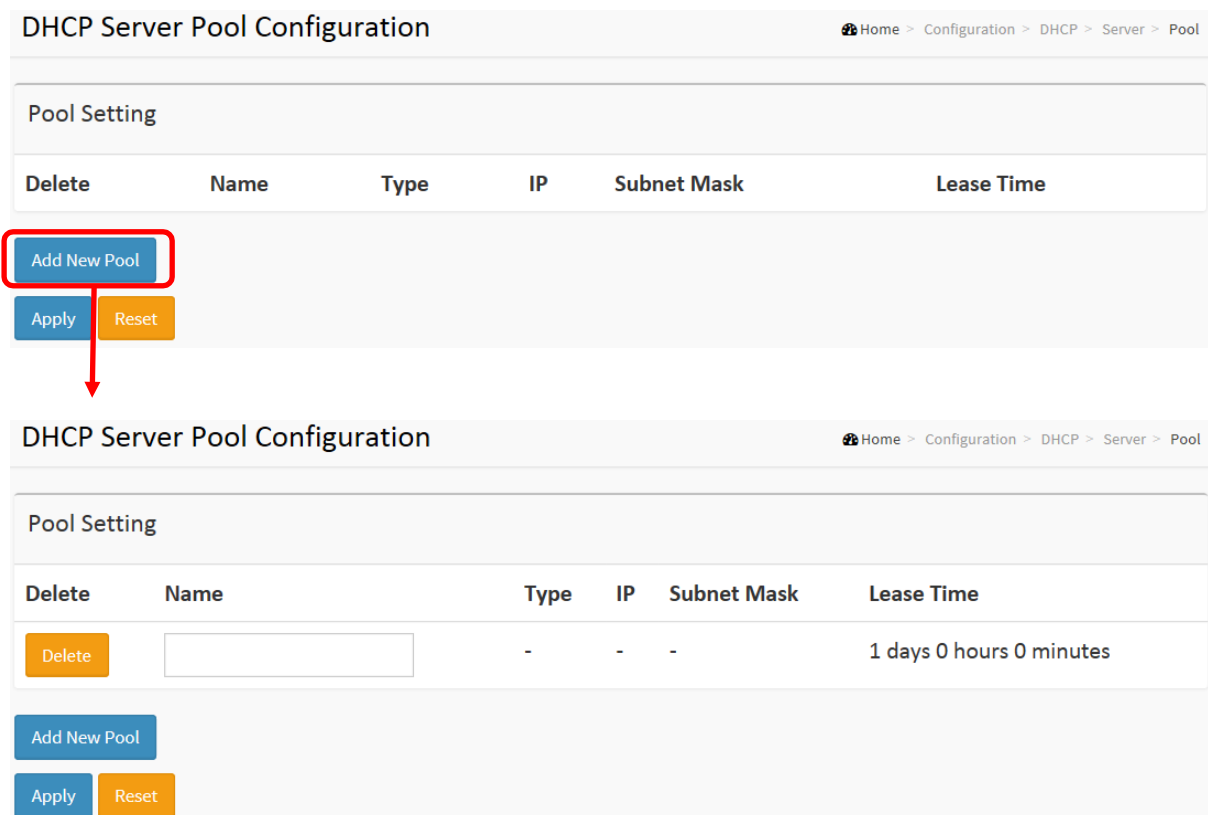 DHCP Server Pool Configuration
Home > Configuration > DHCP > Server > Pool
Pool Setting
Delete Name Type IP Subnet Mask Lease Time
Add New Pool
Apply Reset
DHCP Server Pool Configuration
Home > Configuration > DHCP > Server > Pool
Pool Setting
Delete Name Type IP Subnet Mask Lease Time
Delete - - - 1 days 0 hours 0 minutes
Add New Pool
Apply Reset